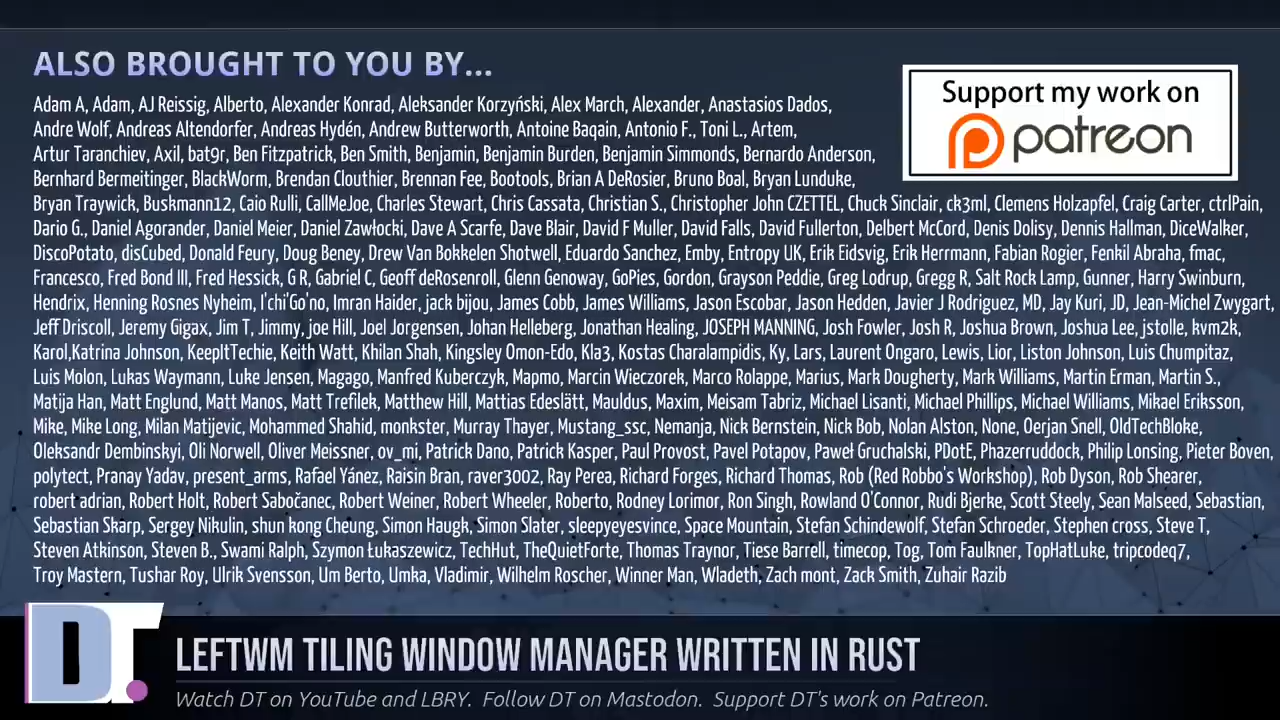 ALSO BROUGHT TO YOU BY...
Adam A, Adam, AJ Reissig, Alberto, Alexander Konrad, Aleksander Korzyński, Alex March, Alexander, Anastasios Dados,
Andre Wolf, Andreas Altendorfer, Andreas Hydén, Andrew Butterworth, Antoine Baqain, Antonio F., Toni L., Artem,
Artur Taranchiev, Axil, bat9r, Ben Fitzpatrick, Ben Smith, Benjamin, Benjamin Burden, Benjamin Simmonds, Bernardo Anderson,
Bernhard Bermeitinger, BlackWorm, Brendan Clouthier, Brennan Fee, Bootools, Brian A DeRosier, Bruno Boal, Bryan Lunduke,
Support my work on
patreon
Bryan Traywick, Buskmann12, Caio Rulli, CallMeJoe, Charles Stewart, Chris Cassata, Christian S., Christopher John CZETTEL, Chuck Sinclair, ck3ml, Clemens Holzapfel, Craig Carter, ctrlPain,
Dario G., Daniel Agorander, Daniel Meier, Daniel Zawłocki, Dave A Scarfe, Dave Blair, David F Muller, David Falls, David Fullerton, Delbert McCord, Denis Dolisy, Dennis Hallman, DiceWalker,
DiscoPotato, disCubed, Donald Feury, Doug Beney, Drew Van Bokkelen Shotwell, Eduardo Sanchez, Emby, Entropy UK, Erik Eidsvig, Erik Herrmann, Fabian Rogier, Fenkil Abraha, fmac,
Francesco, Fred Bond III, Fred Hessick, G R, Gabriel C, Geoff deRosenroll, Glenn Genoway, GoPies, Gordon, Grayson Peddie, Greg Lodrup, Gregg R, Salt Rock Lamp, Gunner, Harry Swinburn,
Hendrix, Henning Rosnes Nyheim, I'chi'Go'no, Imran Haider, jack bijou, James Cobb, James Williams, Jason Escobar, Jason Hedden, Javier J Rodriguez, MD, Jay Kuri, JD, Jean-Michel Zwygart,
Jeff Driscoll, Jeremy Gigax, Jim T, Jimmy, joe Hill, Joel Jorgensen, Johan Helleberg, Jonathan Healing, JOSEPH MANNING, Josh Fowler, Josh R, Joshua Brown, Joshua Lee, jstolle, kvm2k,
Karol,Katrina Johnson, KeepItTechie, Keith Watt, Khilan Shah, Kingsley Omon-Edo, Kla3, Kostas Charalampidis, Ky, Lars, Laurent Ongaro, Lewis, Lior, Liston Johnson, Luis Chumpitaz,
Luis Molon, Lukas Waymann, Luke Jensen, Magago, Manfred Kuberczyk, Mapmo, Marcin Wieczorek, Marco Rolappe, Marius, Mark Dougherty, Mark Williams, Martin Erman, Martin S.,
Matija Han, Matt Englund, Matt Manos, Matt Trefilek, Matthew Hill, Mattias Edeslätt, Mauldus, Maxim, Meisam Tabriz, Michael Lisanti, Michael Phillips, Michael Williams, Mikael Eriksson,
Mike, Mike Long, Milan Matijevic, Mohammed Shahid, monkster, Murray Thayer, Mustang_ssc, Nemanja, Nick Bernstein, Nick Bob, Nolan Alston, None, Oerjan Snell, OldTechBloke,
Oleksandr Dembinskyi, Oli Norwell, Oliver Meissner, ov_mi, Patrick Dano, Patrick Kasper, Paul Provost, Pavel Potapov, Paweł Gruchalski, PDotE, Phazerruddock, Philip Lonsing, Pieter Boven,
polytect, Pranay Yadav, present_arms, Rafael Yánez, Raisin Bran, raver3002, Ray Perea, Richard Forges, Richard Thomas, Rob (Red Robbo's Workshop), Rob Dyson, Rob Shearer,
robert adrian, Robert Holt, Robert Sabočanec, Robert Weiner, Robert Wheeler, Roberto, Rodney Lorimor, Ron Singh, Rowland O'Connor, Rudi Bjerke, Scott Steely, Sean Malseed, Sebastian,
Sebastian Skarp, Sergey Nikulin, shun kong Cheung, Simon Haugk, Simon Slater, sleepyeyesvince, Space Mountain, Stefan Schindewolf, Stefan Schroeder, Stephen cross, Steve T,
Steven Atkinson, Steven B., Swami Ralph, Szymon Łukaszewicz, TechHut, TheQuietForte, Thomas Traynor, Tiese Barrell, timecop, Tog, Tom Faulkner, TopHatLuke, tripcodeq7,
Troy Mastern, Tushar Roy, Ulrik Svensson, Um Berto, Umka, Vladimir, Wilhelm Roscher, Winner Man, Wladeth, Zach mont, Zack Smith, Zuhair Razib
DT.
LEFTWM TILING WINDOW MANAGER WRITTEN IN RUST
Watch DT on YouTube and LBRY. Follow DT on Mastodon. Support DT's work on Patreon.